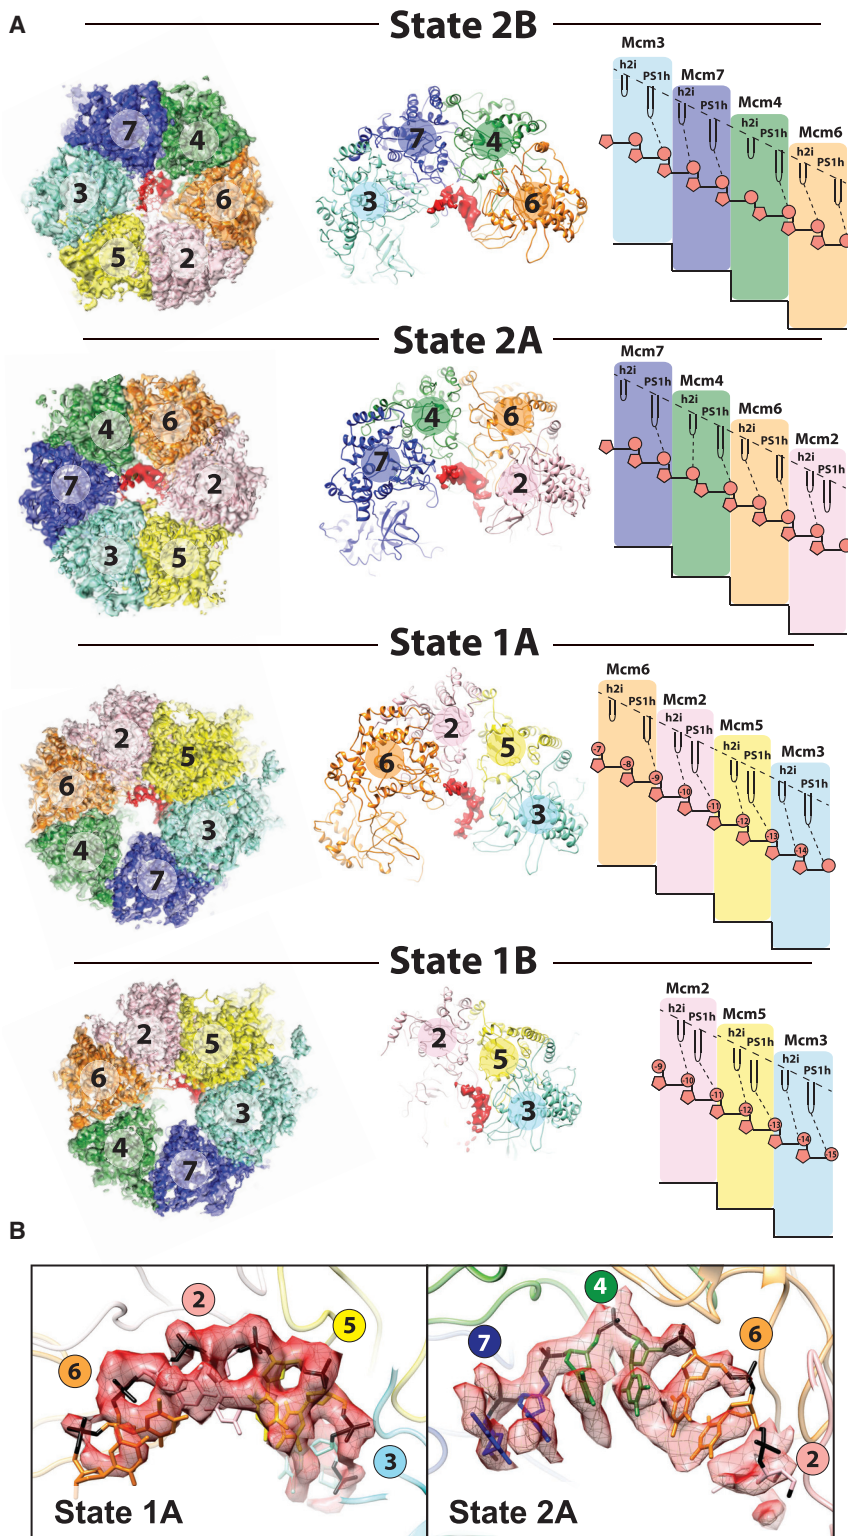 A
State 2B
7
4
3
6
5
2
7
4
3
6
Mcm3
h2i
PS1h
Mcm7
h2i
PS1h
Mcm4
h2i
PS1h
Mcm6
h2i
PS1h
State 2A
4
6
7
2
3
5
4
6
7
2
Mcm7
h2i
PS1h
Mcm4
h2i
PS1h
Mcm6
h2i
PS1h
Mcm2
h2i
PS1h
State 1A
2
5
6
3
4
7
2
5
6
3
Mcm6
h2i
PS1h
Mcm2
h2i
PS1h
Mcm5
h2i
PS1h
Mcm3
h2i
PS1h
-7
-8
-9
-10
-11
-12
-13
-14
State 1B
2
5
6
3
4
7
2
5
3
Mcm2
h2i
PS1h
Mcm5
h2i
PS1h
Mcm3
h2i
PS1h
-9
-10
-11
-12
-13
-14
-15
B
2
5
6
3
State 1A
4
7
6
2
State 2A